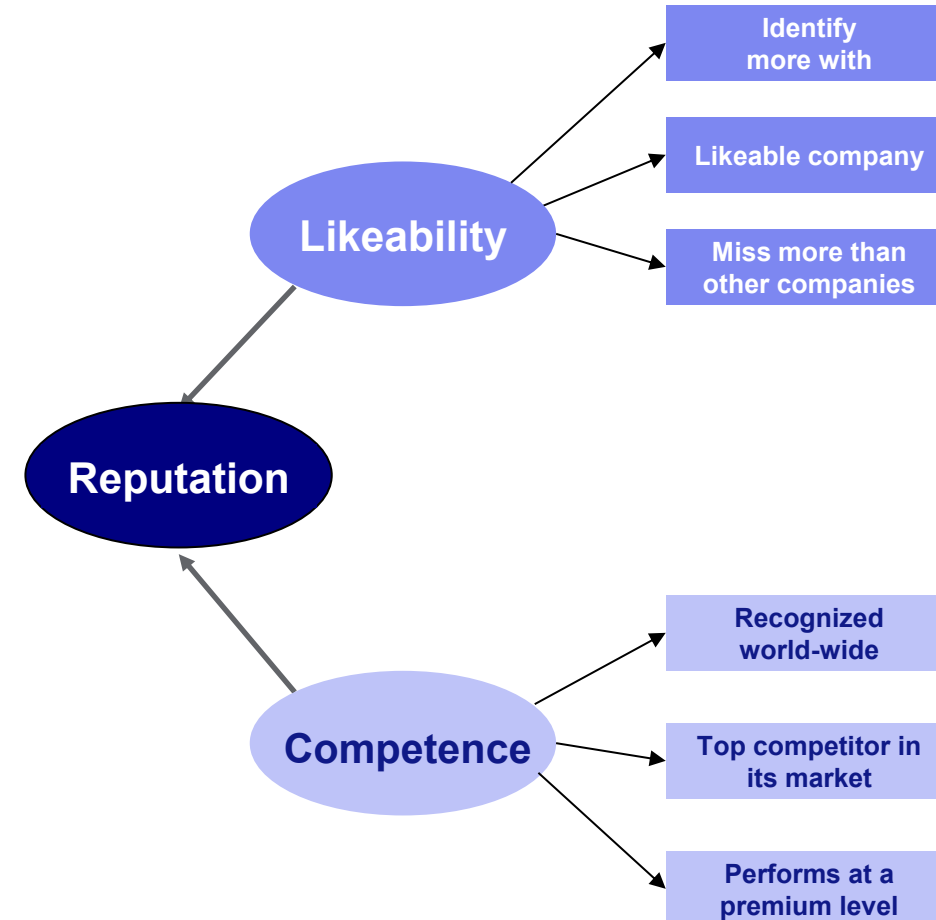 Identify
more with
Likeable company
Likeability
Miss more than
other companies
Reputation
Recognized
world-wide
Competence
Top competitor in
its market
Performs at a
premium level